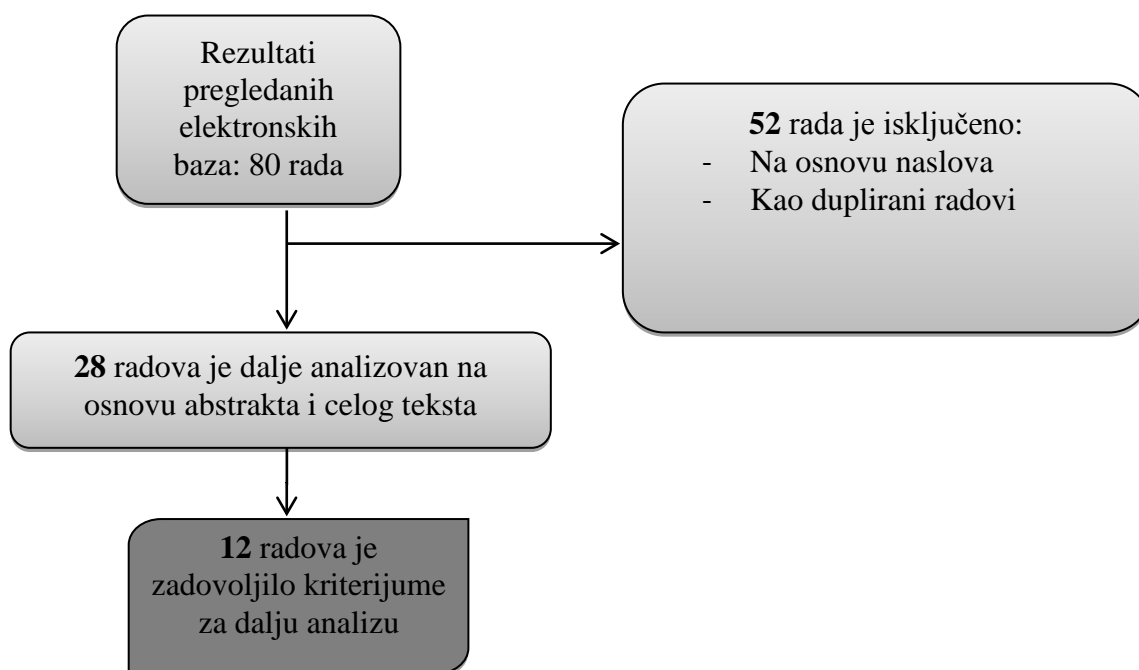 Rezultati
pregledanih
elektronskih
baza: 80 rada
52 rada je isključeno:
- Na osnovu naslova
- Kao duplirani radovi
28 radova je dalje analizovan na
osnovu abstrakta i celog teksta
12 radova je
zadovoljilo kriterijume
za dalju analizu